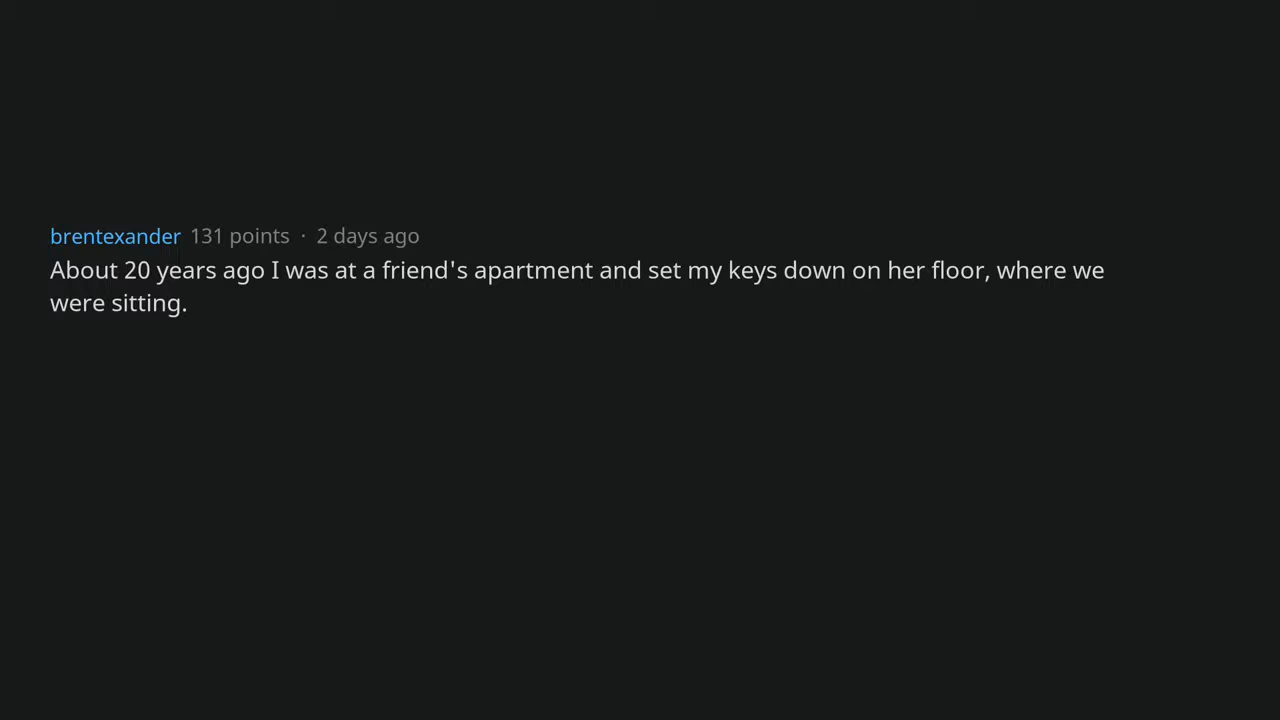 brentexander 131 points · 2 days ago
About 20 years ago I was at a friend's apartment and set my keys down on her floor, where we
were sitting.